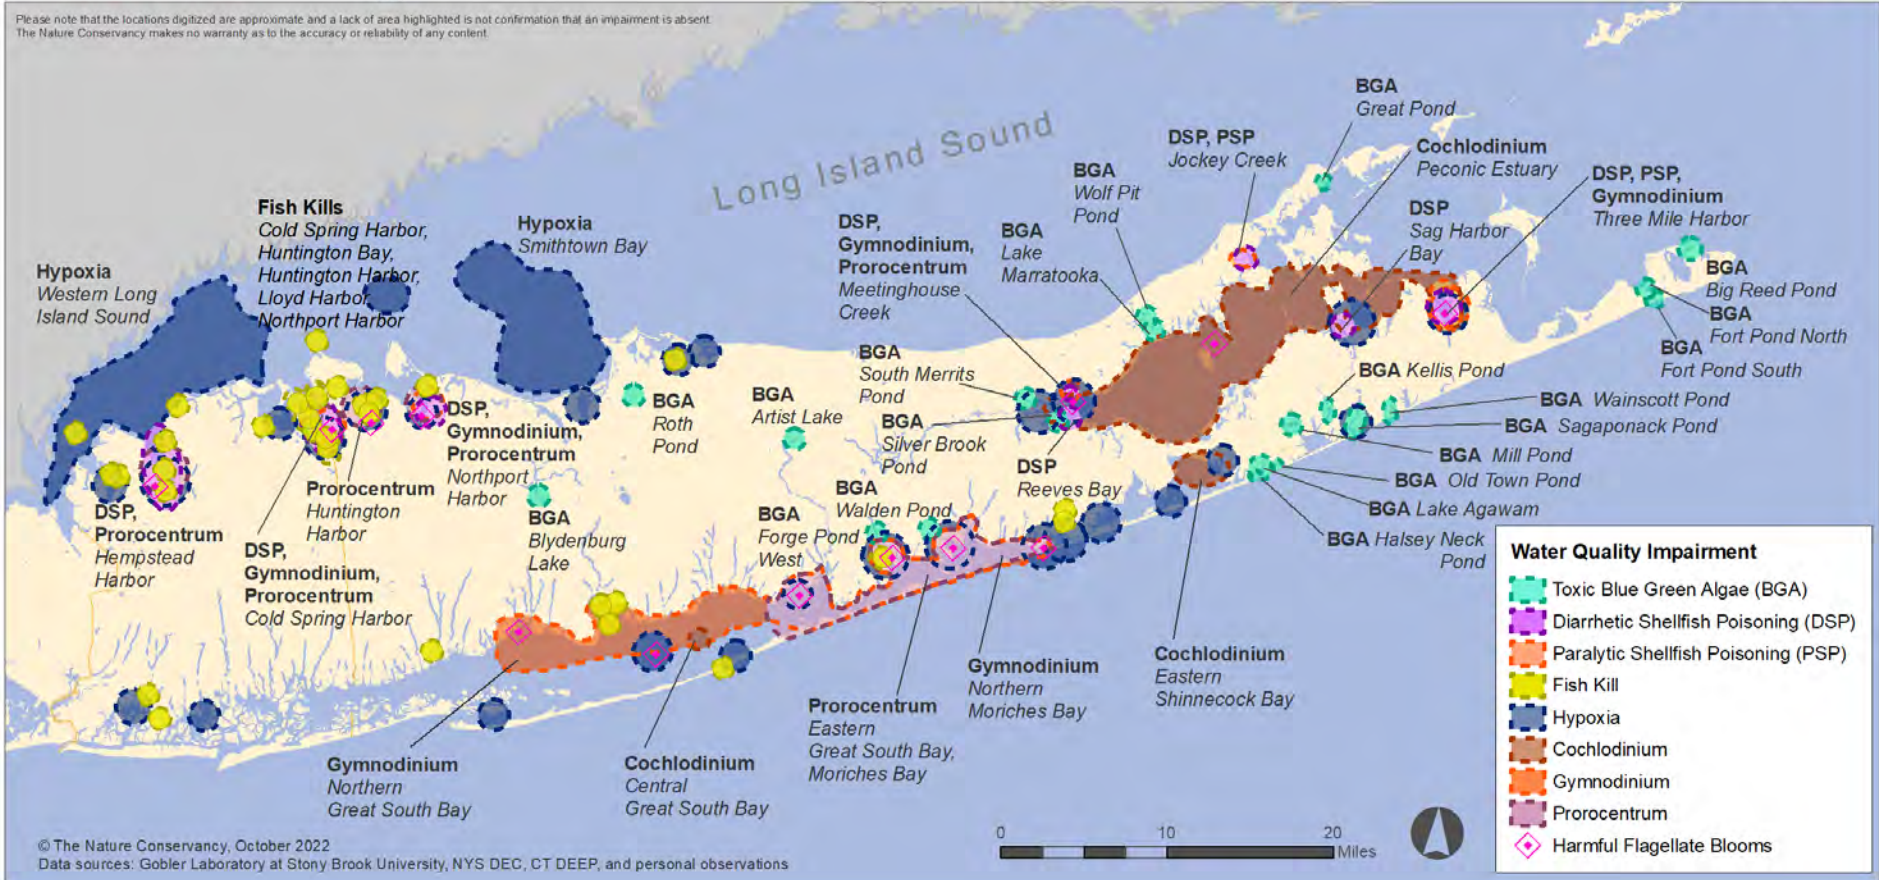 Please note that the locations digitized are approximate and a lack of area highlighted is not confirmation that an impairment is absent.
The Nature Conservancy makes no warranty as to the accuracy or reliability of any content.
Long Island Sound
Hypoxia
Western Long
Island Sound
Fish Kills
Cold Spring Harbor,
Huntington Bay,
Huntington Harbor,
Lloyd Harbor,
Northport Harbor
Hypoxia
Smithtown Bay
DSP,
Gymnodinium,
Prorocentrum
Meetinghouse
Creek
BGA
Lake
Marratooka
BGA
Wolf Pit
Pond
DSP, PSP
Jockey Creek
BGA
Great Pond
Cochlodinium
Peconic Estuary
DSP
Sag Harbor
Bay
DSP, PSP,
Gymnodinium
Three Mile Harbor
BGA
Big Reed Pond
BGA
Fort Pond North
BGA
Fort Pond South
BGA Kellis Pond
BGA Wainscott Pond
BGA Sagaponack Pond
BGA Mill Pond
BGA Old Town Pond
BGA Lake Agawam
BGA Halsey Neck
Pond
BGA
South Merrits
Pond
BGA
Silver Brook
Pond
DSP
Reeves Bay
BGA
Artist Lake
BGA
Roth
Pond
DSP,
Gymnodinium,
Prorocentrum
Northport
Harbor
Prorocentrum
Huntington
Harbor
DSP,
Prorocentrum
Hempstead
Harbor
DSP,
Gymnodinium,
Prorocentrum
Cold Spring Harbor
BGA
Blydenburg
Lake
BGA
Forge Pond
West
BGA
Walden Pond
Gymnodinium
Northern
Great South Bay
Cochlodinium
Central
Great South Bay
Prorocentrum
Eastern
Great South Bay,
Moriches Bay
Gymnodinium
Northern
Moriches Bay
Cochlodinium
Eastern
Shinnecock Bay
Water Quality Impairment
Toxic Blue Green Algae (BGA)
Diarrhetic Shellfish Poisoning (DSP)
Paralytic Shellfish Poisoning (PSP)
Fish Kill
Hypoxia
Cochlodinium
Gymnodinium
Prorocentrum
Harmful Flagellate Blooms
0 10 20
Miles
© The Nature Conservancy, October 2022
Data sources: Gobler Laboratory at Stony Brook University, NYS DEC, CT DEEP, and personal observations